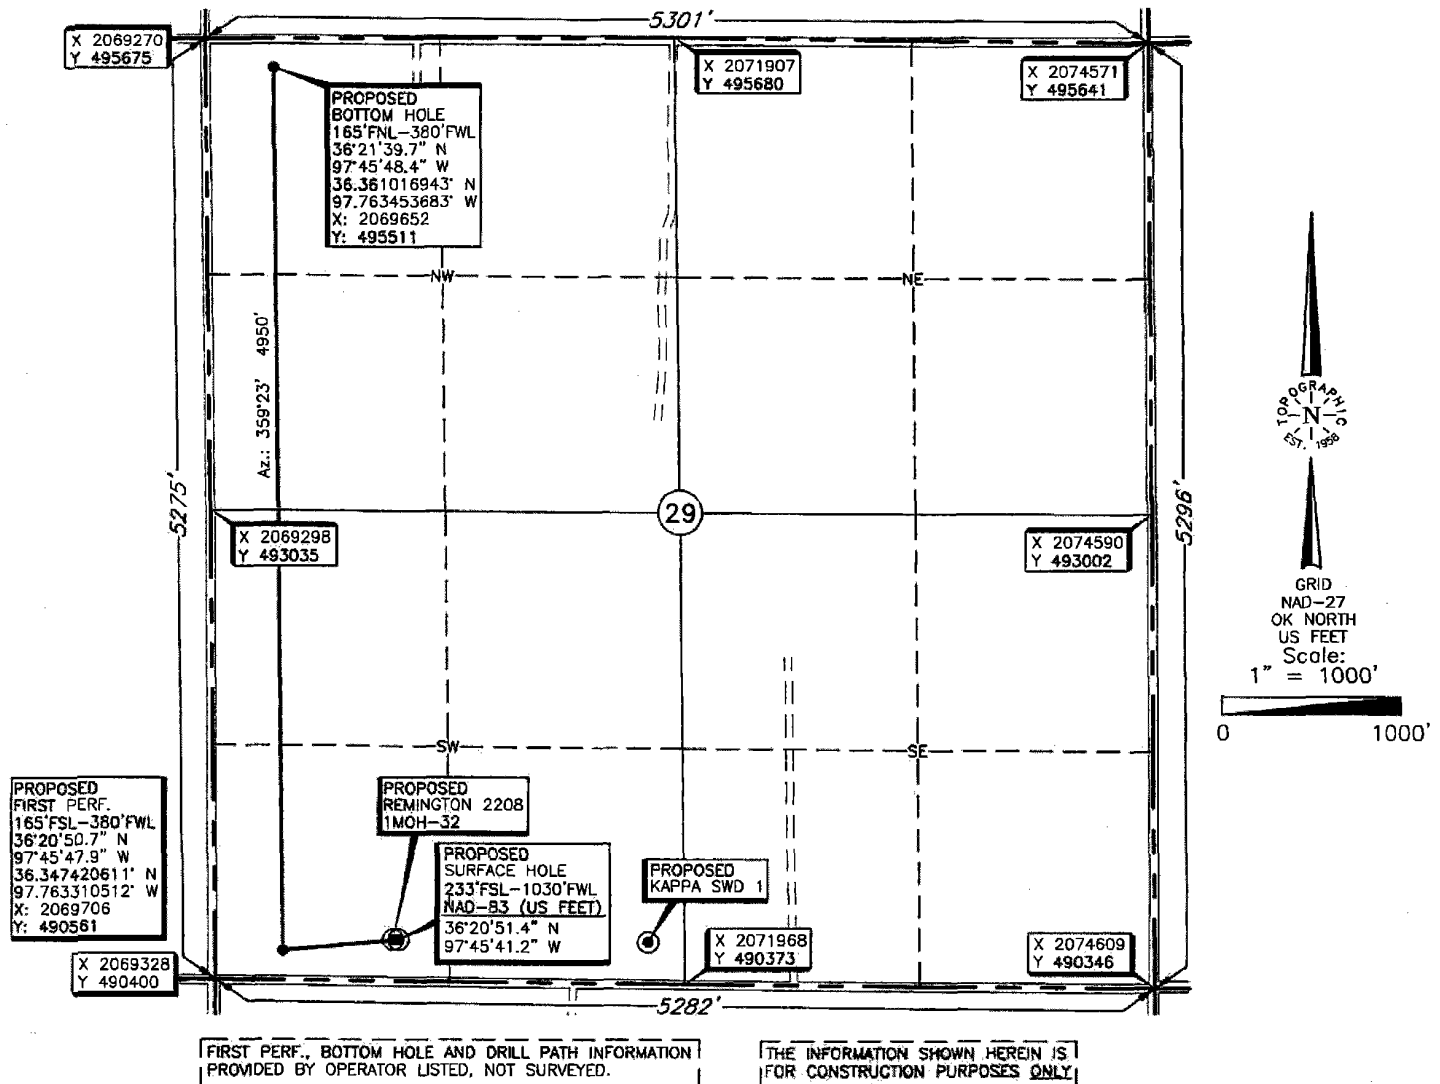 5301'
X 2069270
Y 495675
X 2071907
Y 495680
X 2074571
Y 495641
PROPOSED
BOTTOM HOLE
165'FNL-380'FWL
36°21'39.7" N
97°45'48.4" W
36.361016943° N
97.763453683° W
X: 2069652
Y: 495511
NW
NE
Az.: 359°23' 4950'
5275'
5296'
29
X 2069298
Y 493035
X 2074590
Y 493002
TOPOGRAPHIC
N
EST. 1958
GRID
NAD-27
OK NORTH
US FEET
Scale:
1" = 1000'
0 1000'
SW
SE
PROPOSED
FIRST PERF.
165'FSL-380'FWL
36°20'50.7" N
97°45'47.9" W
36.347420611° N
97.763310512° W
X: 2069706
Y: 490561
PROPOSED
REMINGTON 2208
1MOH-32
PROPOSED
SURFACE HOLE
233'FSL-1030'FWL
NAD-83 (US FEET)
36°20'51.4" N
97°45'41.2" W
PROPOSED
KAPPA SWD 1
X 2069328
Y 490400
X 2071968
Y 490373
X 2074609
Y 490346
5282'
FIRST PERF., BOTTOM HOLE AND DRILL PATH INFORMATION
PROVIDED BY OPERATOR LISTED, NOT SURVEYED.
THE INFORMATION SHOWN HEREIN IS
FOR CONSTRUCTION PURPOSES ONLY